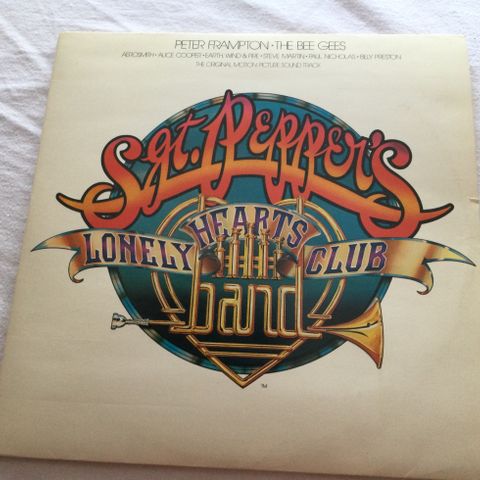 PETER FRAMPTON • THE BEE GEES
AEROSMITH • ALICE COOPER • EARTH, WIND & FIRE • STEVE MARTIN • PAUL NICHOLAS • BILLY PRESTON
THE ORIGINAL MOTION PICTURE SOUND TRACK
Sgt. PEPPER'S
LONELY HEARTS CLUB
band
TM